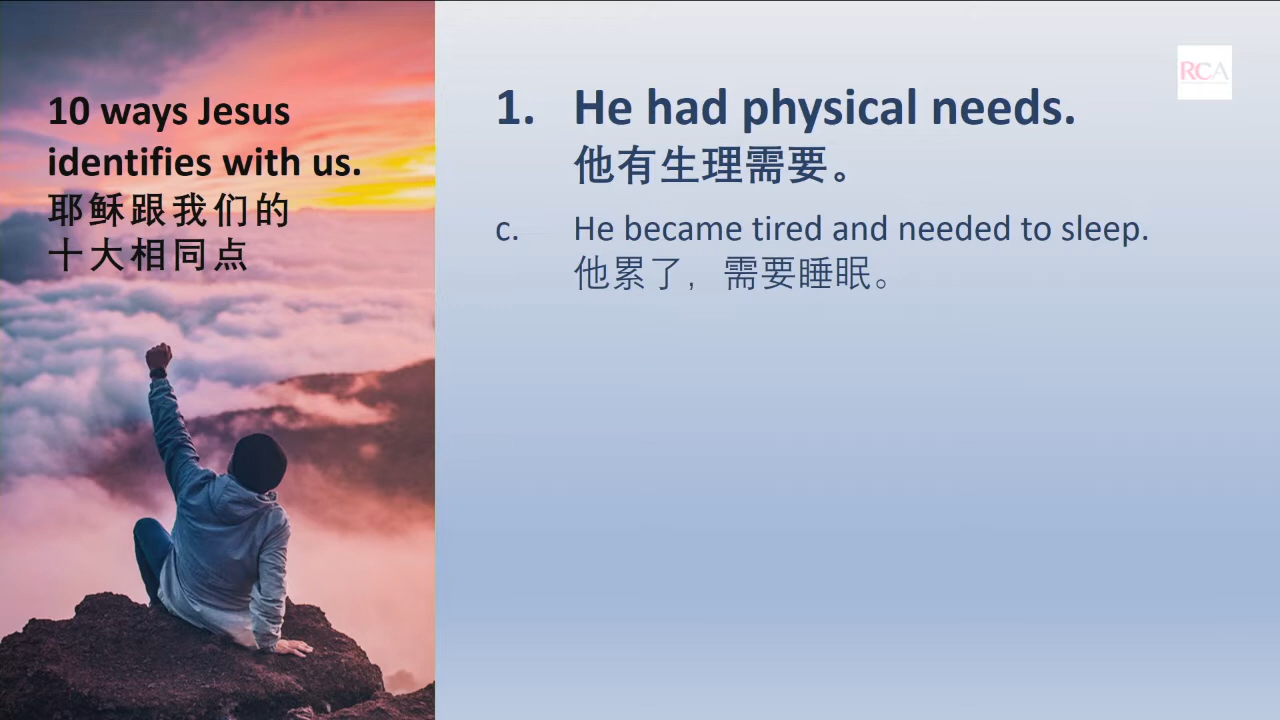 10 ways Jesus
identifies with us.
耶稣跟我们的
十大相同点
RCA
1. He had physical needs.
他有生理需要。
c. He became tired and needed to sleep.
他累了，需要睡眠。